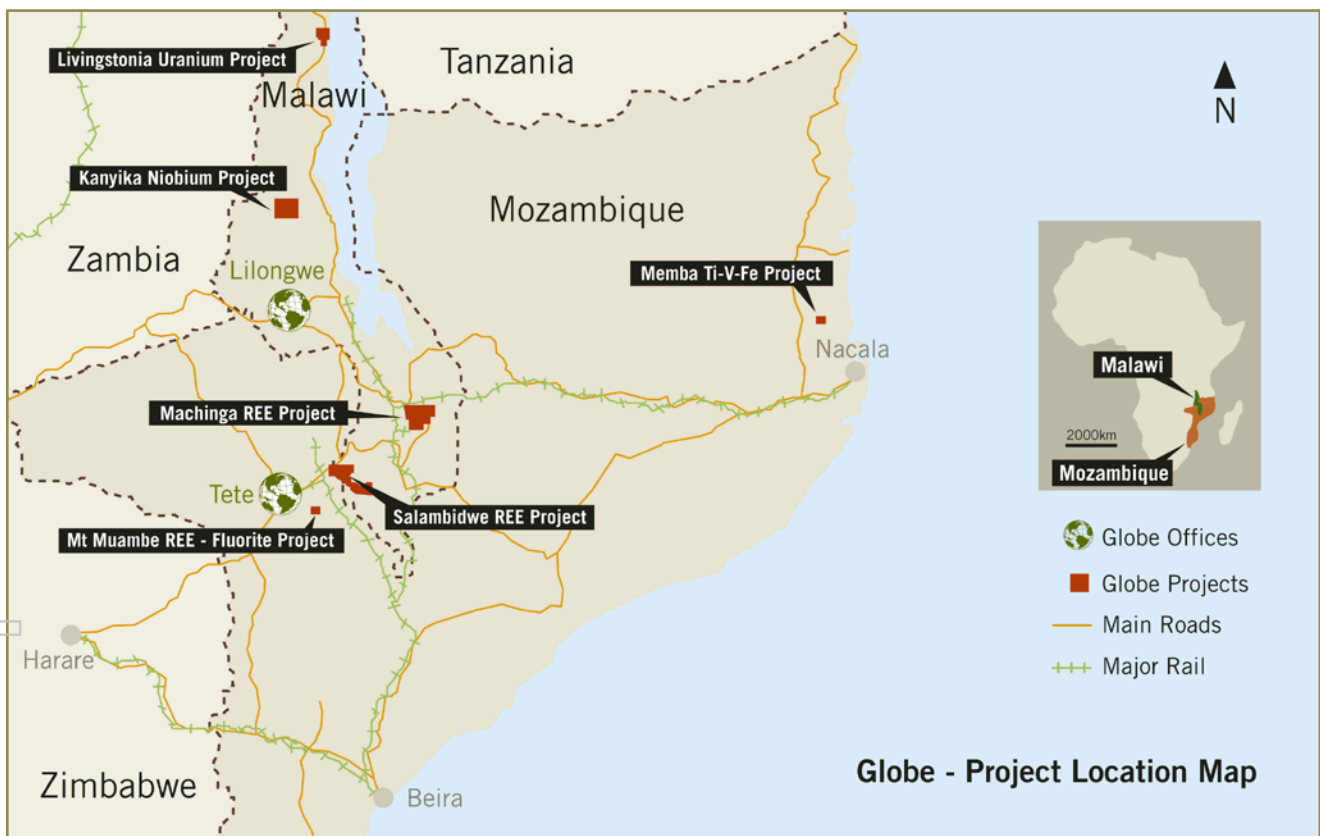 Livingstonia Uranium Project
Tanzania
Malawi
N
Kanyika Niobium Project
Mozambique
Zambia
Lilongwe
Memba Ti-V-Fe Project
Nacala
Malawi
Machinga REE Project
2000km
Mozambique
Tete
Salambidwe REE Project
Mt Muambe REE - Fluorite Project
Globe Offices
Globe Projects
Main Roads
Major Rail
Harare
Zimbabwe
Beira
Globe - Project Location Map